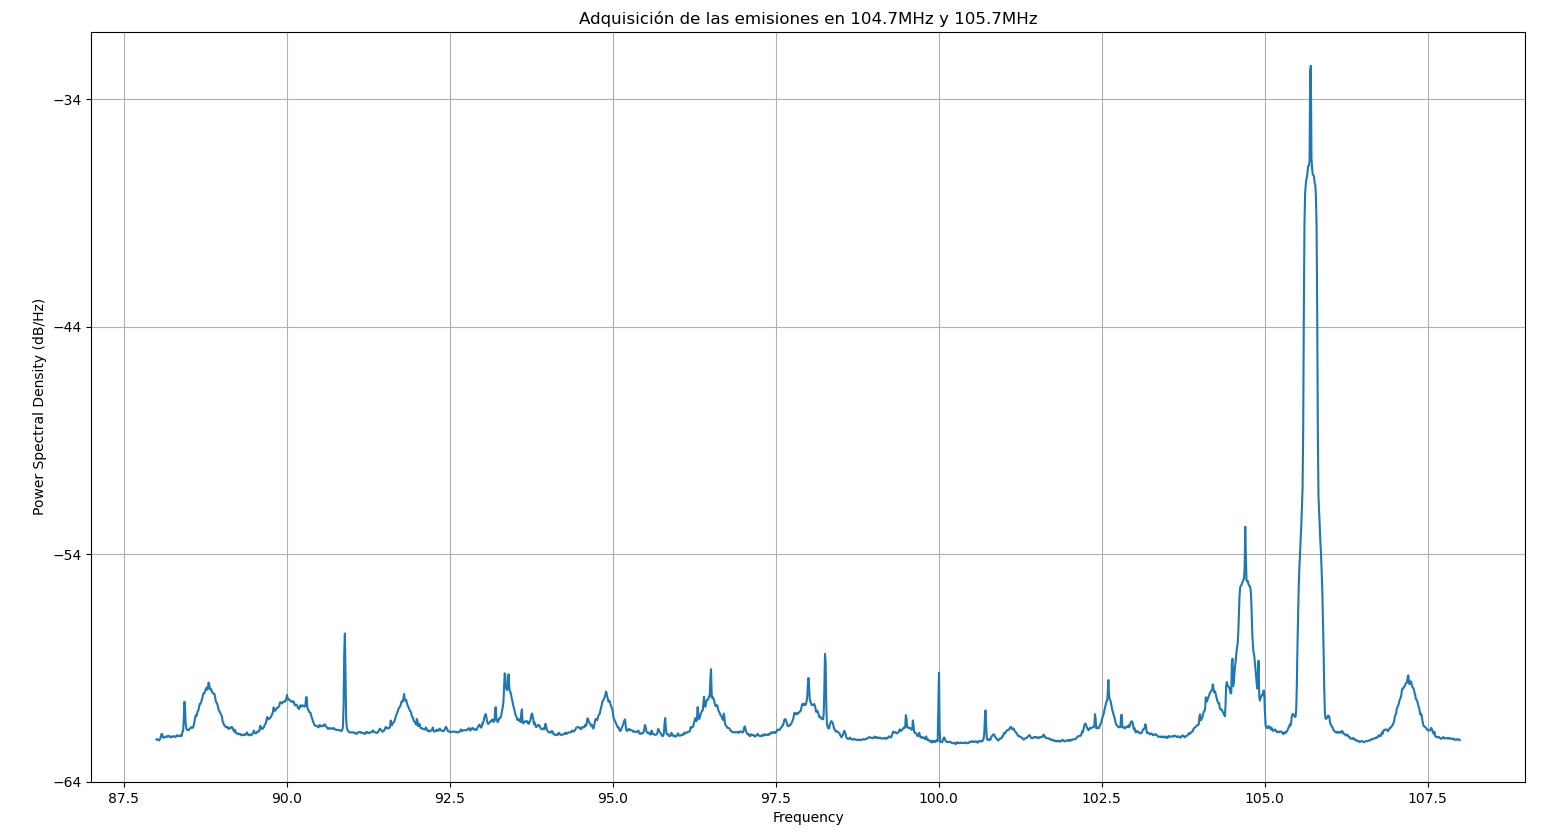 Adquisición de las emisiones en 104.7MHz y 105.7MHz
Power Spectral Density (dB/Hz)
−34
−44
−54
−64
87.5 90.0 92.5 95.0 97.5 100.0 102.5 105.0 107.5
Frequency